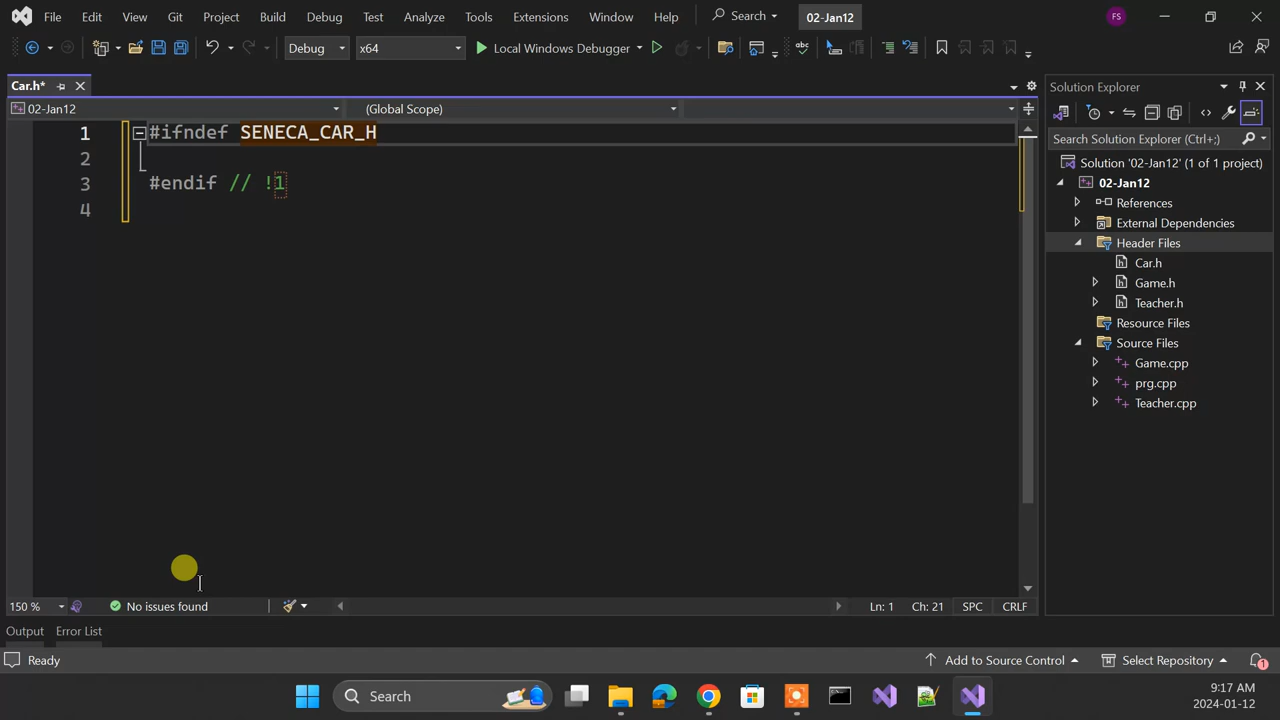 File Edit View Git Project Build Debug Test Analyze Tools Extensions Window Help Search 02-Jan12 FS
Debug x64 Local Windows Debugger
Car.h* Solution Explorer
02-Jan12 (Global Scope)
1 #ifndef SENECA_CAR_H
2
3 #endif // !1
4
Search Solution Explorer (Ctrl+;)
Solution '02-Jan12' (1 of 1 project)
02-Jan12
References
External Dependencies
Header Files
Car.h
Game.h
Teacher.h
Resource Files
Source Files
Game.cpp
prg.cpp
Teacher.cpp
150 % No issues found Ln: 1 Ch: 21 SPC CRLF
Output Error List
Ready Add to Source Control Select Repository 1
Search
9:17 AM
2024-01-12